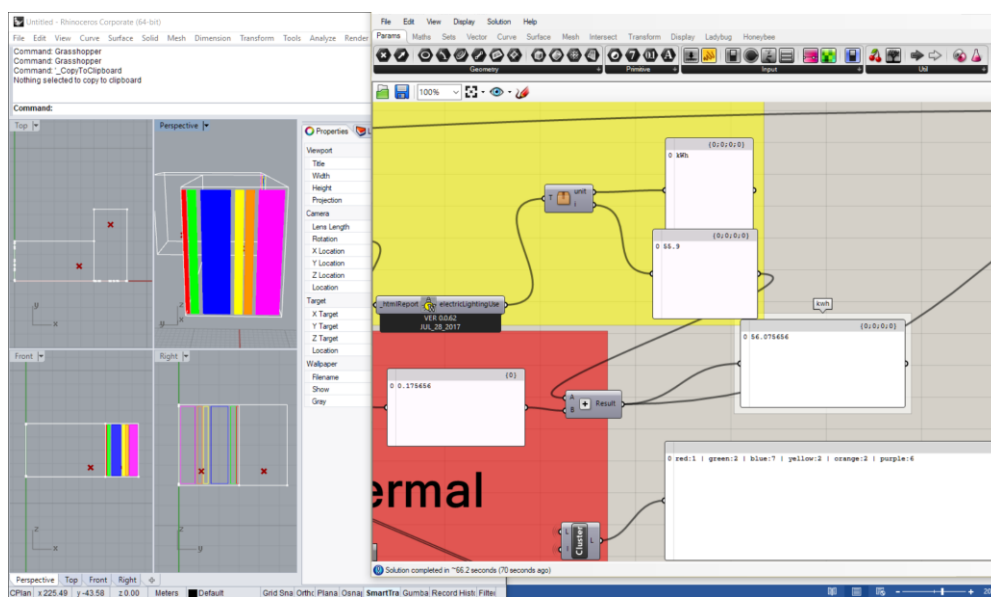 Untitled - Rhinoceros Corporate (64-bit)
File Edit View Curve Surface Solid Mesh Dimension Transform Tools Analyze Render
Command: Grasshopper
Command: Grasshopper
Command: '_CopyToClipboard
Nothing selected to copy to clipboard
Command:
Top
Perspective
Front
Right
y
x
z
x
z
y
Properties
Viewport
Title
Width
Height
Projection
Camera
Lens Length
Rotation
X Location
Y Location
Z Location
Location
Target
X Target
Y Target
Z Target
Location
Wallpaper
Filename
Show
Gray
Perspective Top Front Right
CPlan x 225.49 y -43.58 z 0.00 Meters Default Grid Sna Ortho Plana Osnap SmartTra Gumba Record Histo Filter
File Edit View Display Solution Help
Params Maths Sets Vector Curve Surface Mesh Intersect Transform Display Ladybug Honeybee
Geometry
Primitive
Input
Util
100%
{0;0;0;0}
0 kWh
T unit
i
{0;0;0;0}
0 55.9
_htmlReport electricLightingUse
VER 0.0.62
JUL_28_2017
kwh
{0;0;0;0}
0 56.075656
{0}
0 0.175656
A
B
Result
0 red:1 | green:2 | blue:7 | yellow:2 | orange:2 | purple:6
ermal
L
I
Cluster
L
Solution completed in ~66.2 seconds (70 seconds ago)